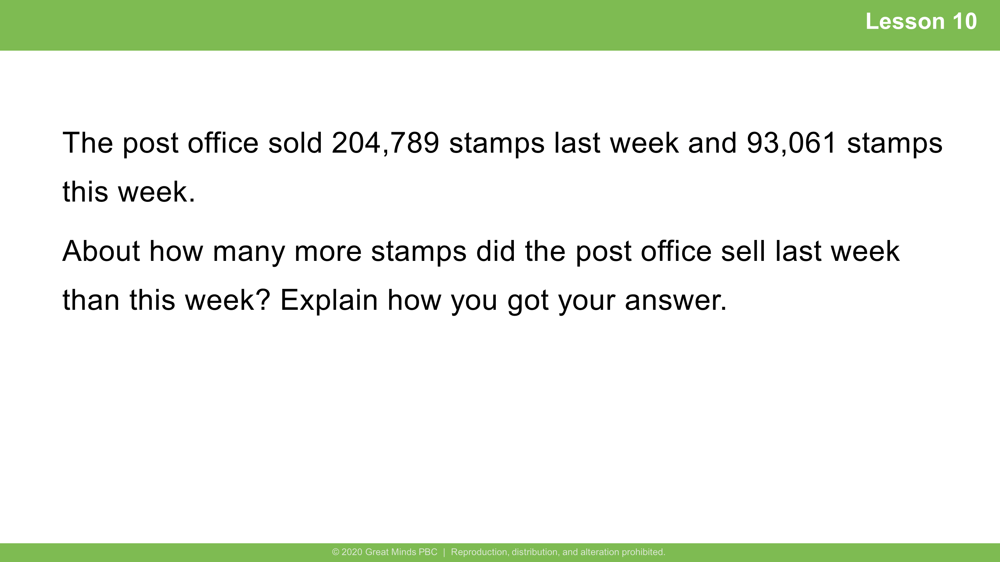 Lesson 10
The post office sold 204,789 stamps last week and 93,061 stamps
this week.
About how many more stamps did the post office sell last week
than this week? Explain how you got your answer.
© 2020 Great Minds PBC | Reproduction, distribution, and alteration prohibited.